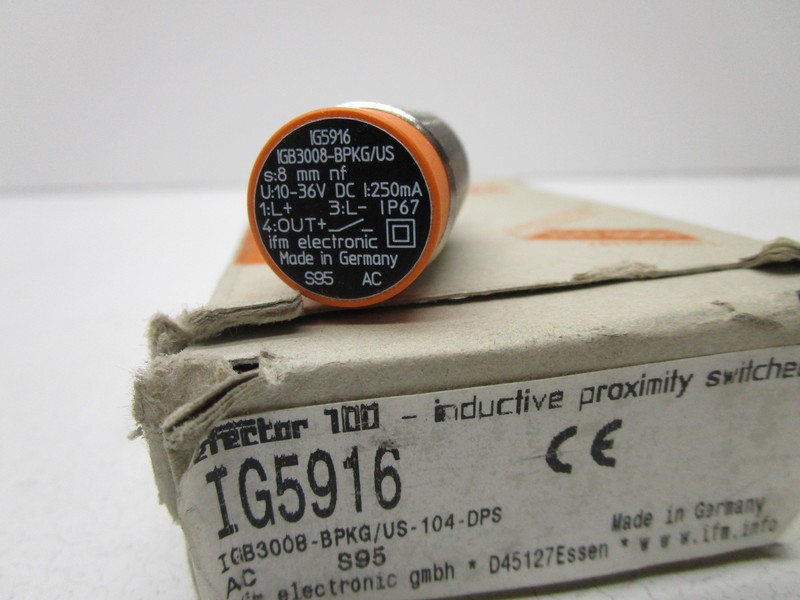 IG5916
IGB3008-BPKG/US
s:8 mm nf
U:10-36V DC I:250mA
1:L+ 3:L- IP67
4:OUT+
ifm electronic
Made in Germany
S95 AC
efector 100 - inductive proximity switches
CE
IG5916
IGB3008-BPKG/US-104-DPS
AC S95
Made in Germany
ifm electronic gmbh * D45127Essen * www.ifm.info